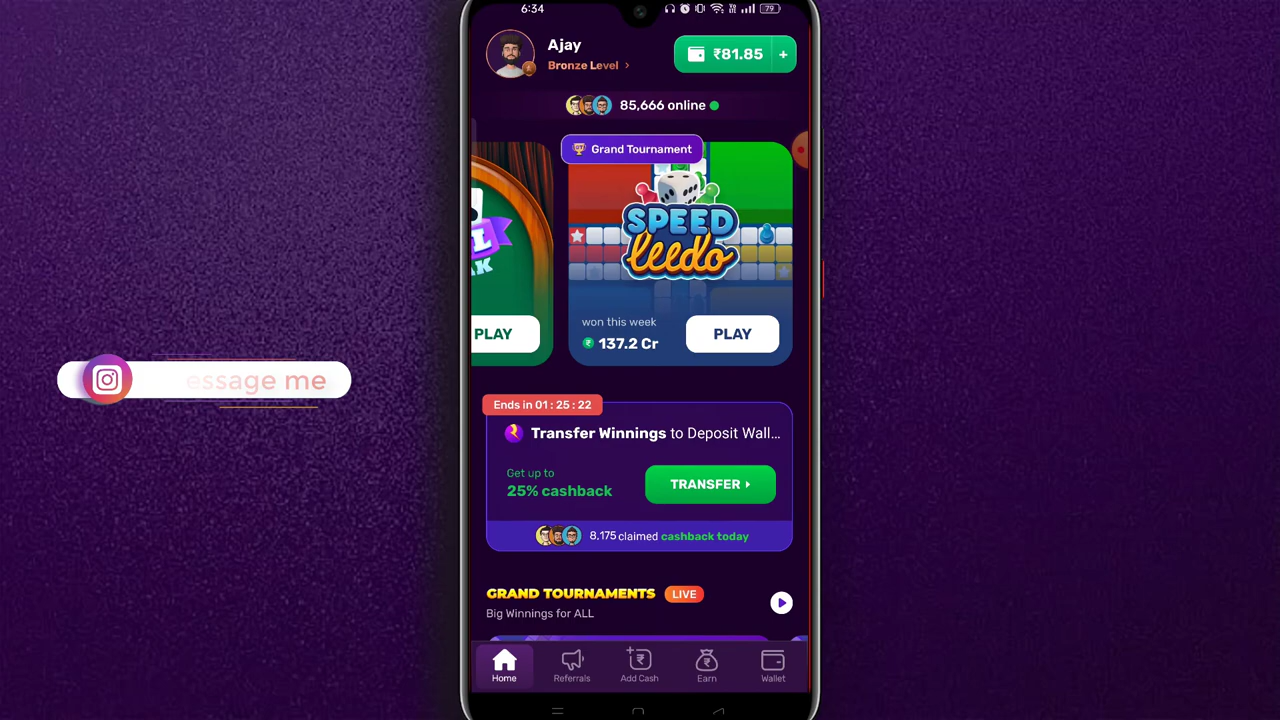 6:34
79
Ajay
Bronze Level
₹81.85 +
85,666 online
Grand Tournament
SPEED
leedo
won this week
₹ 137.2 Cr
PLAY
PLAY
essage me
Ends in 01 : 25 : 22
Transfer Winnings to Deposit Wall...
Get up to
25% cashback
TRANSFER
8,175 claimed cashback today
GRAND TOURNAMENTS LIVE
Big Winnings for ALL
Home
Referrals
Add Cash
Earn
Wallet